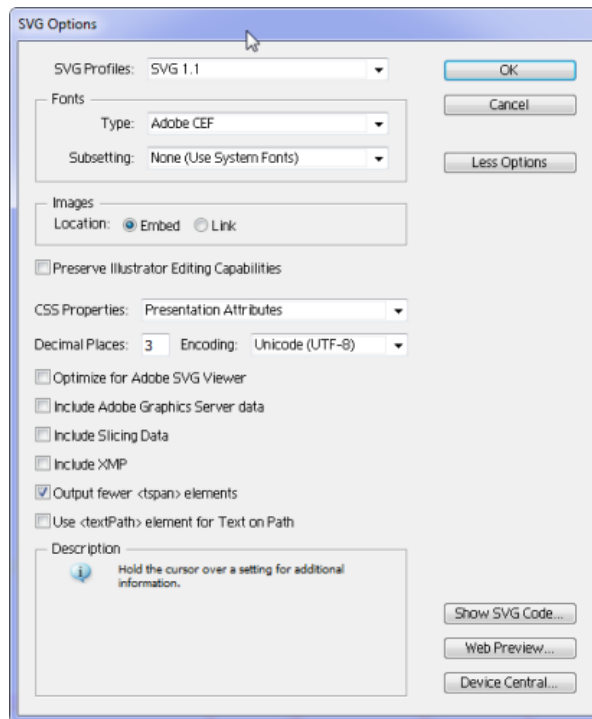 SVG Options
SVG Profiles: SVG 1.1
OK
Fonts
Cancel
Type: Adobe CEF
Subsetting: None (Use System Fonts)
Less Options
Images
Location: Embed Link
Preserve Illustrator Editing Capabilities
CSS Properties: Presentation Attributes
Decimal Places: 3 Encoding: Unicode (UTF-8)
Optimize for Adobe SVG Viewer
Include Adobe Graphics Server data
Include Slicing Data
Include XMP
Output fewer <tspan> elements
Use <textPath> element for Text on Path
Description
Hold the cursor over a setting for additional
information.
Show SVG Code...
Web Preview...
Device Central...